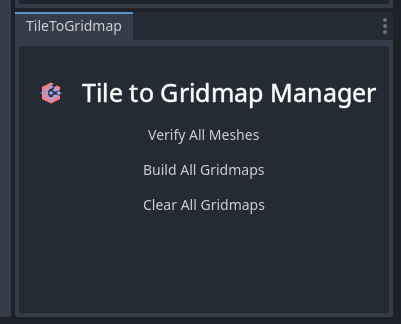 TileToGridmap
Tile to Gridmap Manager
Verify All Meshes
Build All Gridmaps
Clear All Gridmaps